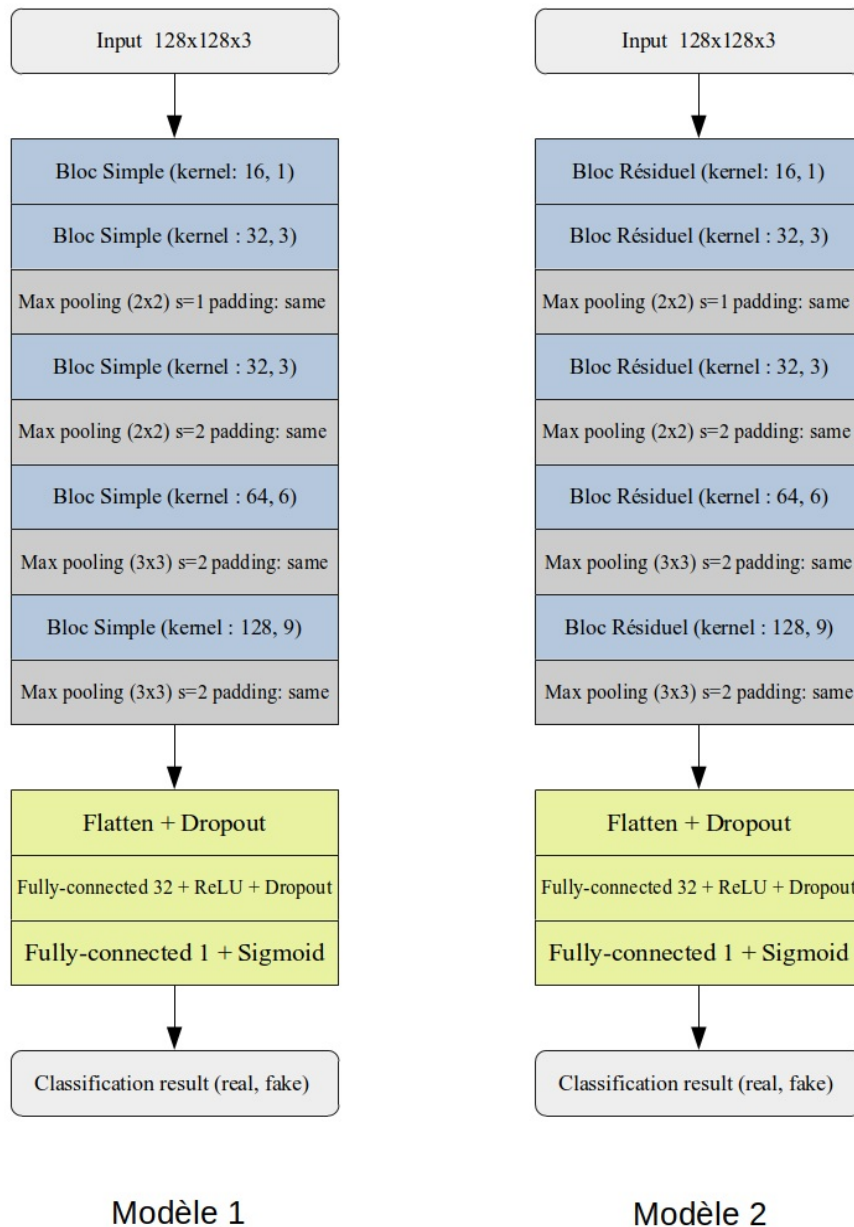 Input 128x128x3
Bloc Simple (kernel: 16, 1)
Bloc Simple (kernel : 32, 3)
Max pooling (2x2) s=1 padding: same
Bloc Simple (kernel : 32, 3)
Max pooling (2x2) s=2 padding: same
Bloc Simple (kernel : 64, 6)
Max pooling (3x3) s=2 padding: same
Bloc Simple (kernel : 128, 9)
Max pooling (3x3) s=2 padding: same
Flatten + Dropout
Fully-connected 32 + ReLU + Dropout
Fully-connected 1 + Sigmoid
Classification result (real, fake)
Modèle 1
Input 128x128x3
Bloc Résiduel (kernel: 16, 1)
Bloc Résiduel (kernel : 32, 3)
Max pooling (2x2) s=1 padding: same
Bloc Résiduel (kernel : 32, 3)
Max pooling (2x2) s=2 padding: same
Bloc Résiduel (kernel : 64, 6)
Max pooling (3x3) s=2 padding: same
Bloc Résiduel (kernel : 128, 9)
Max pooling (3x3) s=2 padding: same
Flatten + Dropout
Fully-connected 32 + ReLU + Dropout
Fully-connected 1 + Sigmoid
Classification result (real, fake)
Modèle 2